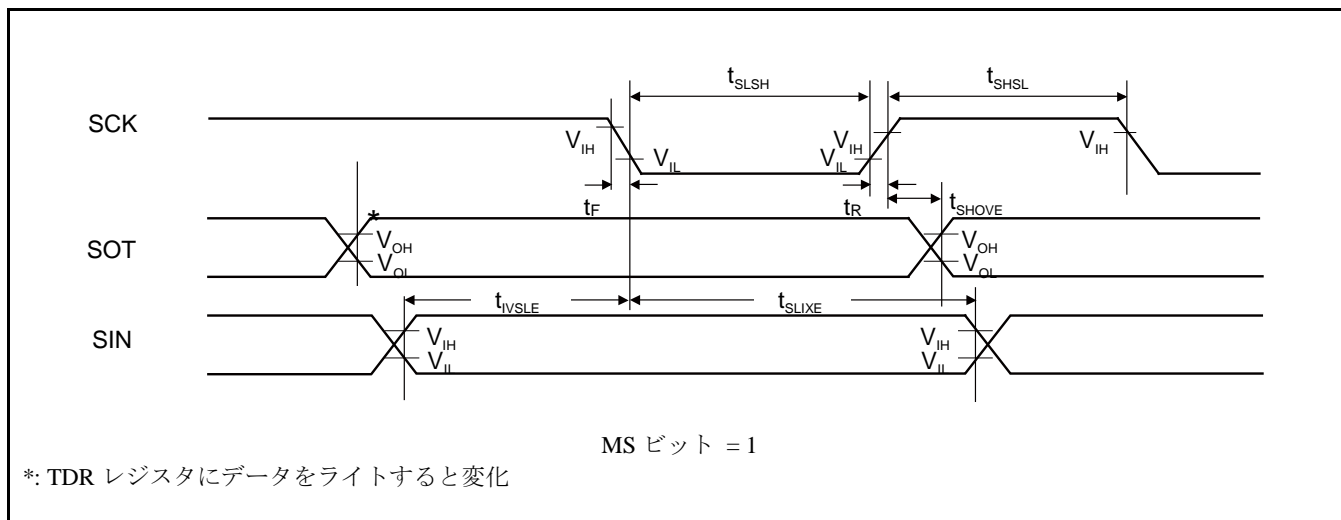 tSLSH
tSHSL
SCK
VIH
VIL
VIH
VIL
VIH
tF
tR
tSHOVE
*
SOT
VOH
VOL
VOH
VOL
tIVSLE
tSLIXE
SIN
VIH
VIL
VIH
VIL
MS ビット = 1
*: TDR レジスタにデータをライトすると変化